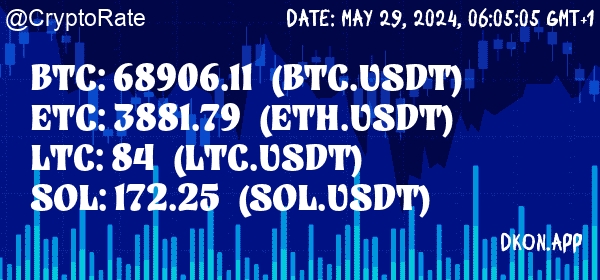 @CryptoRate
DATE: MAY 29, 2024, 06:05:05 GMT+1
BTC: 68906.11 (BTC.USDT)
ETC: 3881.79 (ETH.USDT)
LTC: 84 (LTC.USDT)
SOL: 172.25 (SOL.USDT)
DKON.APP